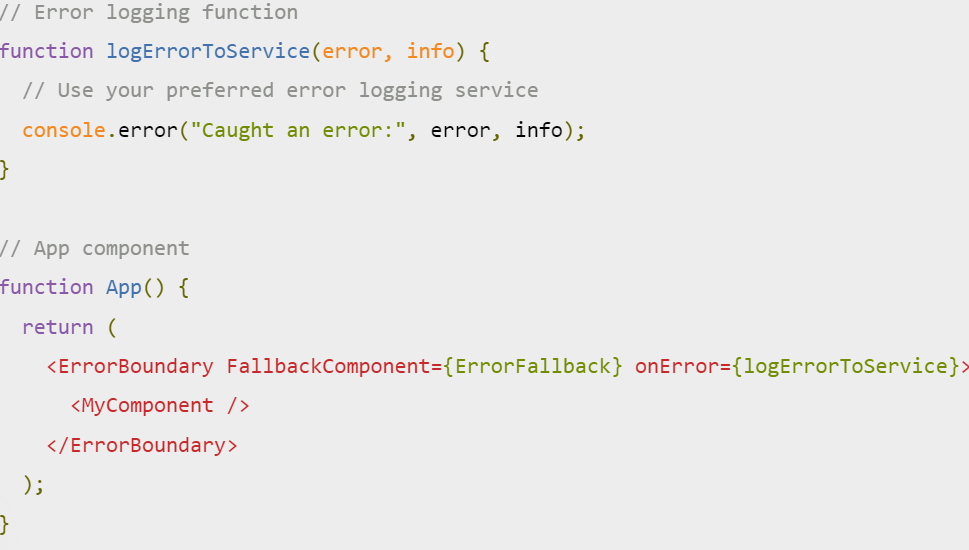 // Error logging function
function logErrorToService(error, info) {
  // Use your preferred error logging service
  console.error("Caught an error:", error, info);
}

// App component
function App() {
  return (
    <ErrorBoundary FallbackComponent={ErrorFallback} onError={logErrorToService}>
      <MyComponent />
    </ErrorBoundary>
  );
}